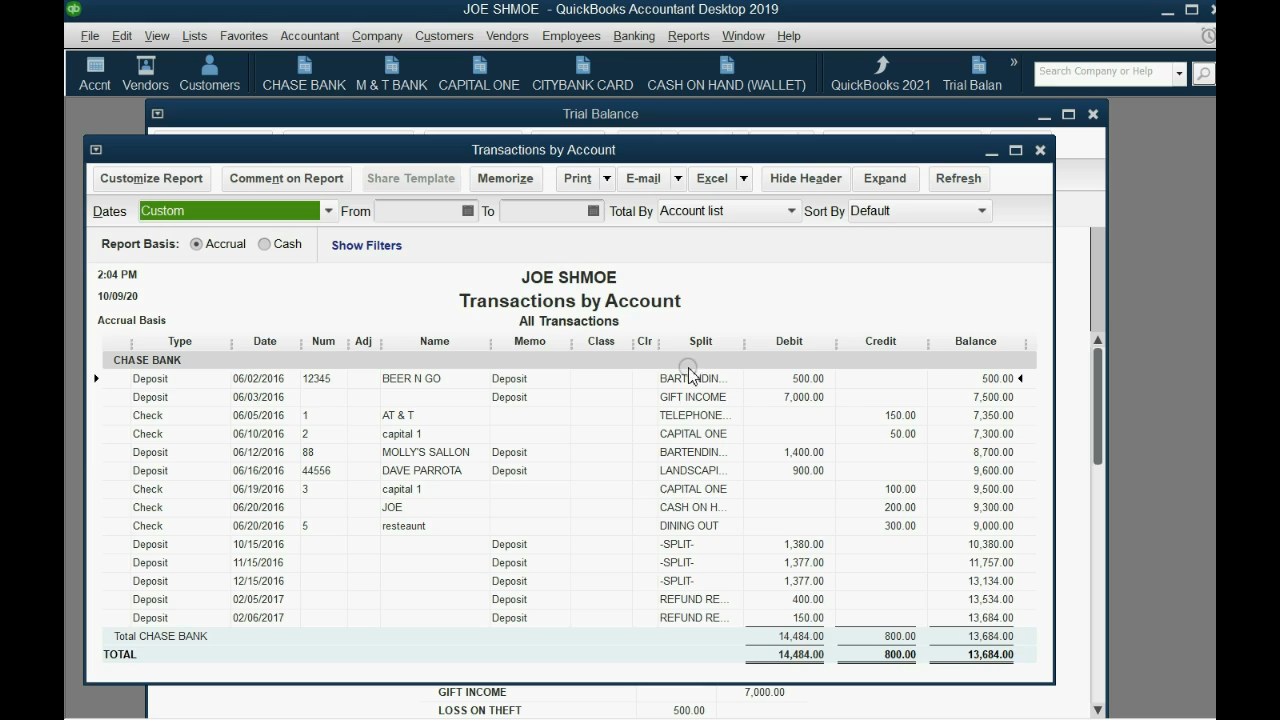 JOE SHMOE - QuickBooks Accountant Desktop 2019
File Edit View Lists Favorites Accountant Company Customers Vendors Employees Banking Reports Window Help
Accnt Vendors Customers CHASE BANK M & T BANK CAPITAL ONE CITYBANK CARD CASH ON HAND (WALLET) QuickBooks 2021 Trial Balan » Search Company or Help
Trial Balance
Transactions by Account
Customize Report Comment on Report Share Template Memorize Print E-mail Excel Hide Header Expand Refresh
Dates Custom From To Total By Account list Sort By Default
Report Basis: Accrual Cash Show Filters
2:04 PM JOE SHMOE
10/09/20 Transactions by Account
Accrual Basis All Transactions
Type Date Num Adj Name Memo Class Clr Split Debit Credit Balance
CHASE BANK
Deposit 06/02/2016 12345 BEER N GO Deposit 500.00 500.00
Deposit 06/03/2016 Deposit GIFT INCOME 7,000.00 7,500.00
Check 06/05/2016 1 AT & T TELEPHONE... 150.00 7,350.00
Check 06/10/2016 2 capital 1 CAPITAL ONE 50.00 7,300.00
Deposit 06/12/2016 88 MOLLY'S SALLON Deposit BARTENDIN... 1,400.00 8,700.00
Deposit 06/16/2016 44556 DAVE PARROTA Deposit LANDSCAPI... 900.00 9,600.00
Check 06/19/2016 3 capital 1 CAPITAL ONE 100.00 9,500.00
Check 06/20/2016 JOE CASH ON H... 200.00 9,300.00
Check 06/20/2016 5 resteaunt DINING OUT 300.00 9,000.00
Deposit 10/15/2016 Deposit -SPLIT- 1,380.00 10,380.00
Deposit 11/15/2016 Deposit -SPLIT- 1,377.00 11,757.00
Deposit 12/15/2016 Deposit -SPLIT- 1,377.00 13,134.00
Deposit 02/05/2017 Deposit REFUND RE... 400.00 13,534.00
Deposit 02/06/2017 Deposit REFUND RE... 150.00 13,684.00
Total CHASE BANK 14,484.00 800.00 13,684.00
TOTAL 14,484.00 800.00 13,684.00
GIFT INCOME 7,000.00
LOSS ON THEFT 500.00